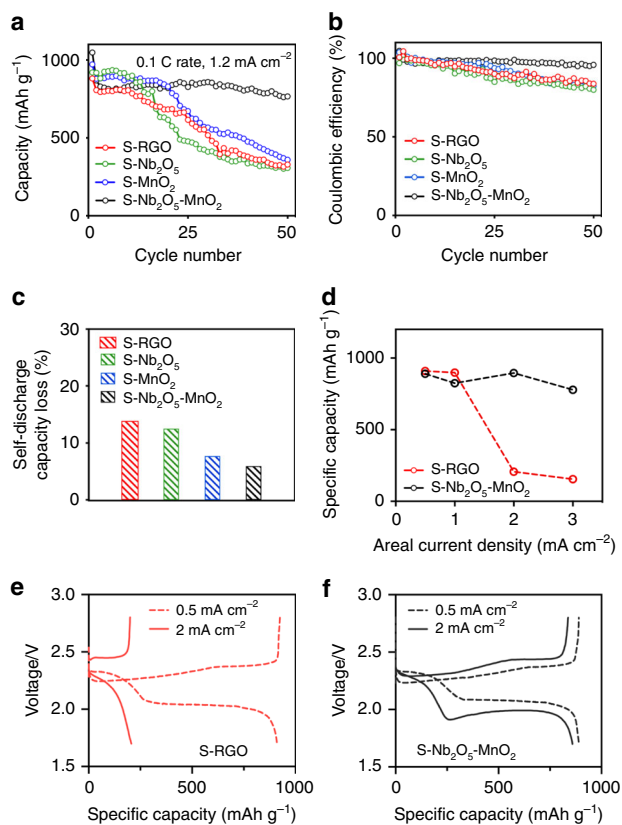 a
1000
500
0
0
25
50
Capacity (mAh g⁻¹)
Cycle number
0.1 C rate, 1.2 mA cm⁻²
S-RGO
S-Nb₂O₅
S-MnO₂
S-Nb₂O₅-MnO₂
b
100
50
0
0
25
50
Coulombic efficiency (%)
Cycle number
S-RGO
S-Nb₂O₅
S-MnO₂
S-Nb₂O₅-MnO₂
c
30
20
10
0
Self-discharge
capacity loss (%)
S-RGO
S-Nb₂O₅
S-MnO₂
S-Nb₂O₅-MnO₂
d
1000
500
0
0
1
2
3
Specific capacity (mAh g⁻¹)
Areal current density (mA cm⁻²)
S-RGO
S-Nb₂O₅-MnO₂
e
3.0
2.5
2.0
1.5
0
500
1000
Voltage/V
Specific capacity (mAh g⁻¹)
0.5 mA cm⁻²
2 mA cm⁻²
S-RGO
f
3.0
2.5
2.0
1.5
0
500
1000
Voltage/V
Specific capacity (mAh g⁻¹)
0.5 mA cm⁻²
2 mA cm⁻²
S-Nb₂O₅-MnO₂